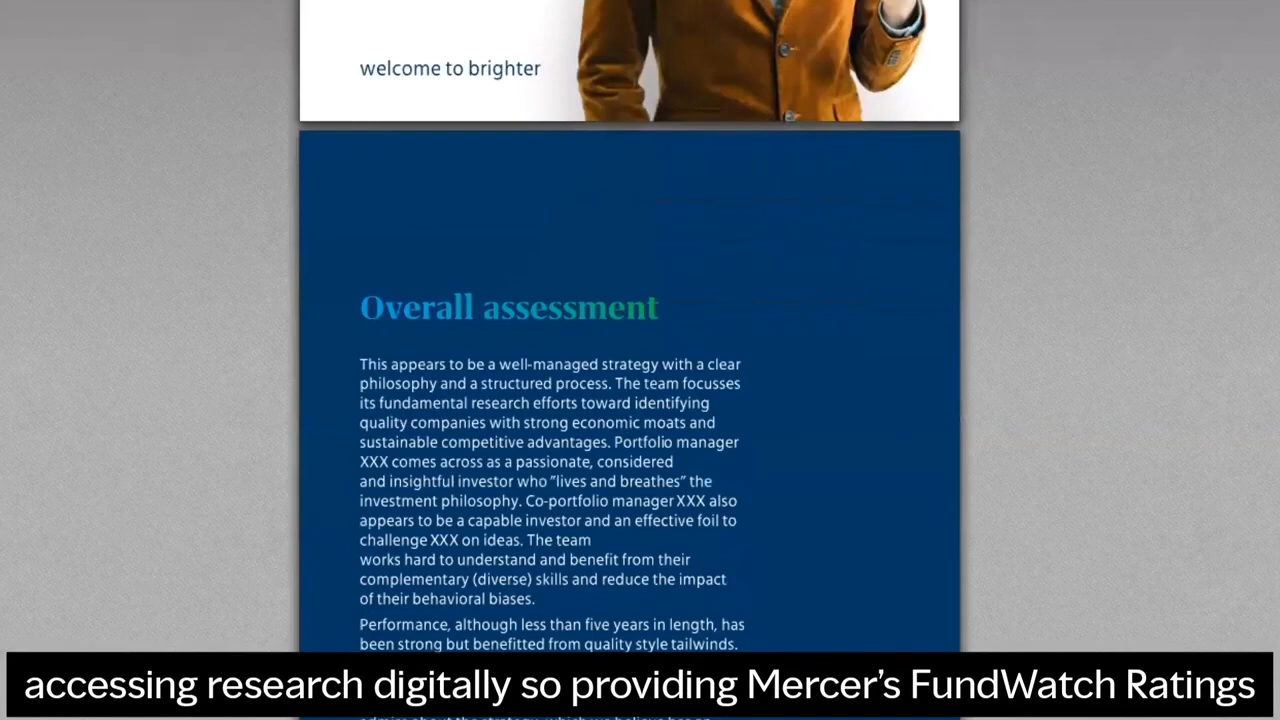 welcome to brighter
Overall assessment
This appears to be a well-managed strategy with a clear
philosophy and a structured process. The team focusses
its fundamental research efforts toward identifying
quality companies with strong economic moats and
sustainable competitive advantages. Portfolio manager
XXX comes across as a passionate, considered
and insightful investor who "lives and breathes" the
investment philosophy. Co-portfolio manager XXX also
appears to be a capable investor and an effective foil to
challenge XXX on ideas. The team
works hard to understand and benefit from their
complementary (diverse) skills and reduce the impact
of their behavioral biases.
Performance, although less than five years in length, has
been strong but benefitted from quality style tailwinds.
accessing research digitally so providing Mercer’s FundWatch Ratings